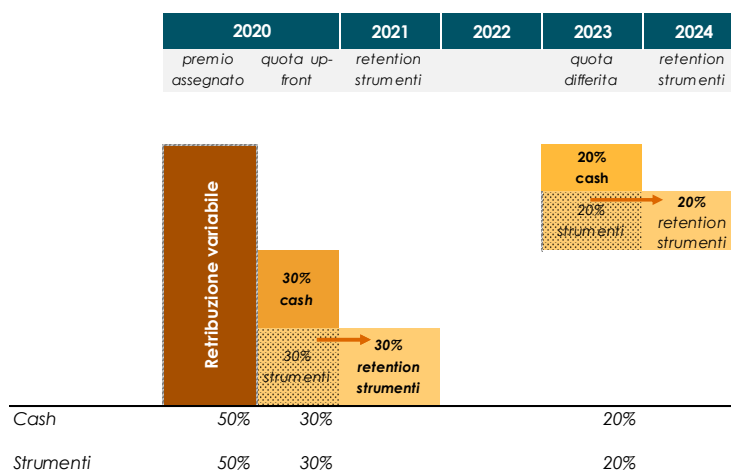 2020 2021 2022 2023 2024
premio assegnato quota up-front retention strumenti quota differita retention strumenti
Retribuzione variabile
30%
cash
30%
strumenti
30%
retention
strumenti
20%
cash
20%
strumenti
20%
retention
strumenti
Cash 50% 30% 20%
Strumenti 50% 30% 20%